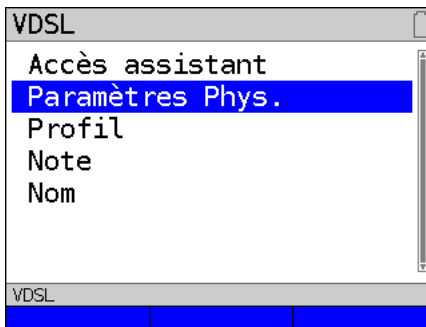 VDSL
Accès assistant
Paramètres Phys.
Profil
Note
Nom
VDSL